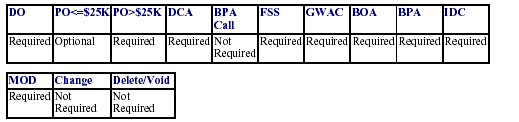 DO PO<=$25K PO>$25K DCA BPA Call FSS GWAC BOA BPA IDC
Required Optional Required Required Not Required Required Required Required Required Required
MOD Change Delete/Void
Required Not Required Not Required